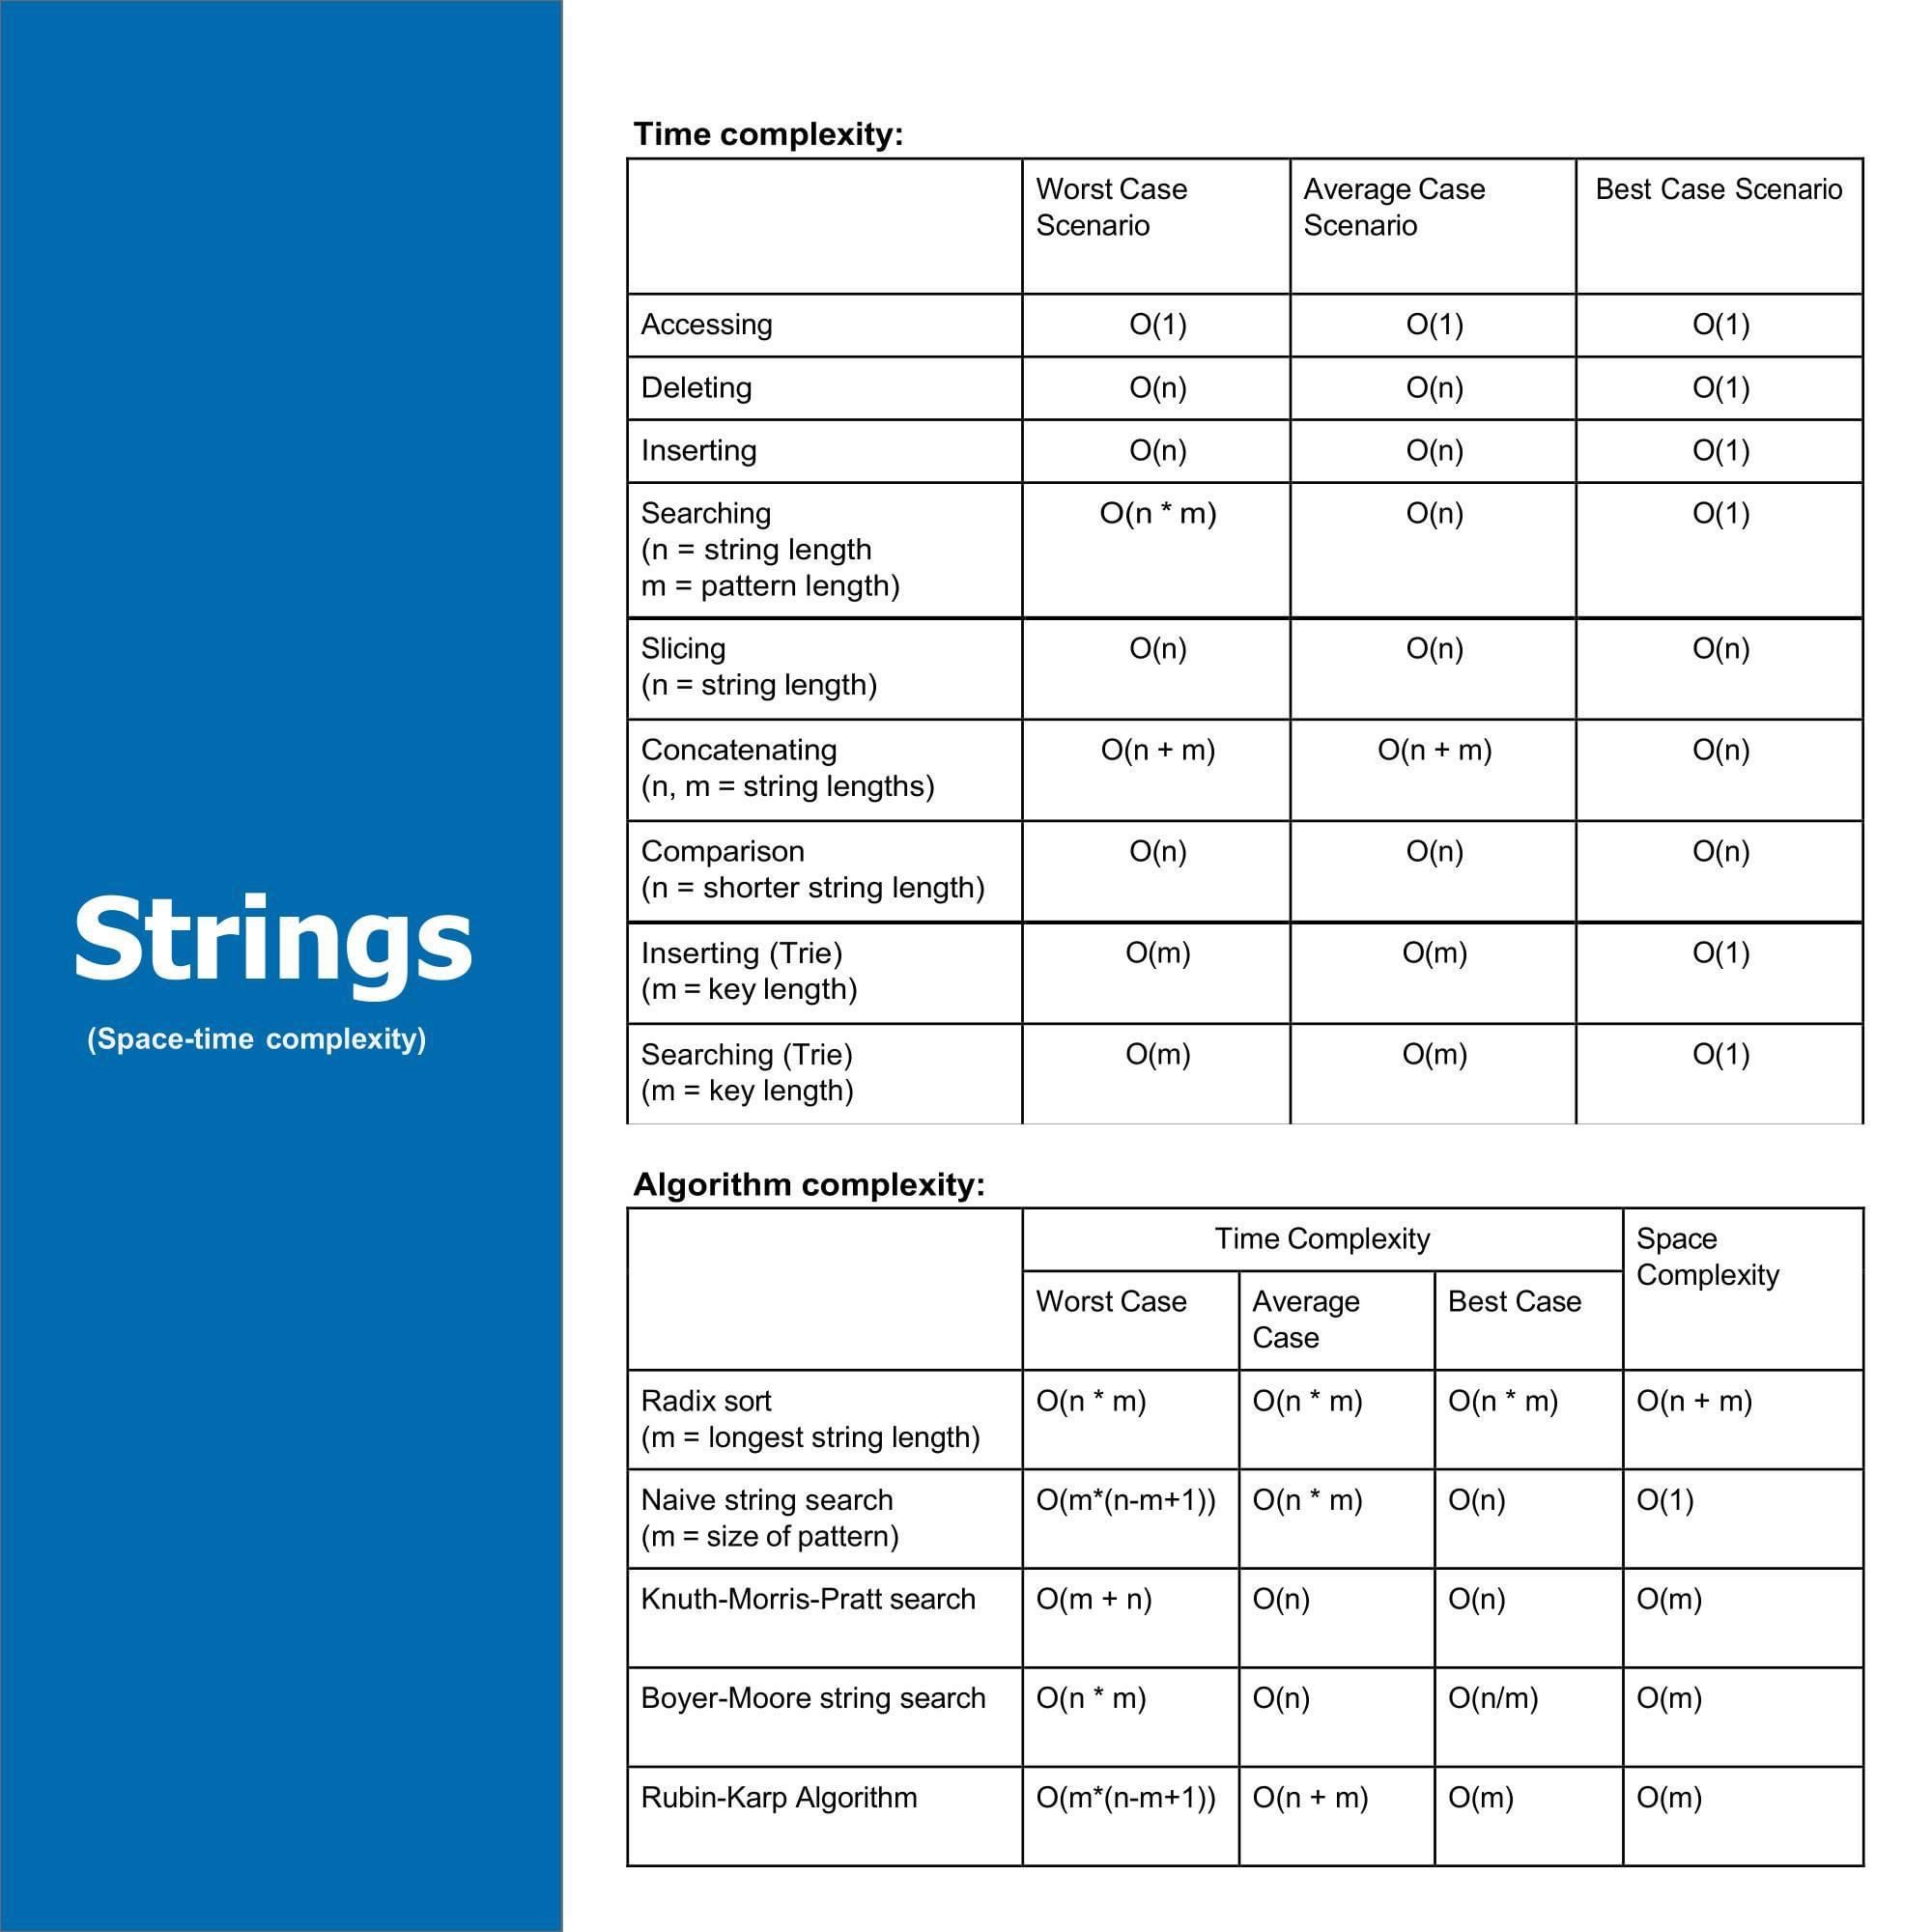 Strings
(Space-time complexity)
Time complexity:
Worst Case Scenario Average Case Scenario Best Case Scenario
Accessing O(1) O(1) O(1)
Deleting O(n) O(n) O(1)
Inserting O(n) O(n) O(1)
Searching O(n * m) O(n) O(1)
(n = string length
m = pattern length)
Slicing O(n) O(n) O(n)
(n = string length)
Concatenating O(n + m) O(n + m) O(n)
(n, m = string lengths)
Comparison O(n) O(n) O(n)
(n = shorter string length)
Inserting (Trie) O(m) O(m) O(1)
(m = key length)
Searching (Trie) O(m) O(m) O(1)
(m = key length)
Algorithm complexity:
Time Complexity Space Complexity
Worst Case Average Case Best Case
Radix sort O(n * m) O(n * m) O(n * m) O(n + m)
(m = longest string length)
Naive string search O(m*(n-m+1)) O(n * m) O(n) O(1)
(m = size of pattern)
Knuth-Morris-Pratt search O(m + n) O(n) O(n) O(m)
Boyer-Moore string search O(n * m) O(n) O(n/m) O(m)
Rubin-Karp Algorithm O(m*(n-m+1)) O(n + m) O(m) O(m)